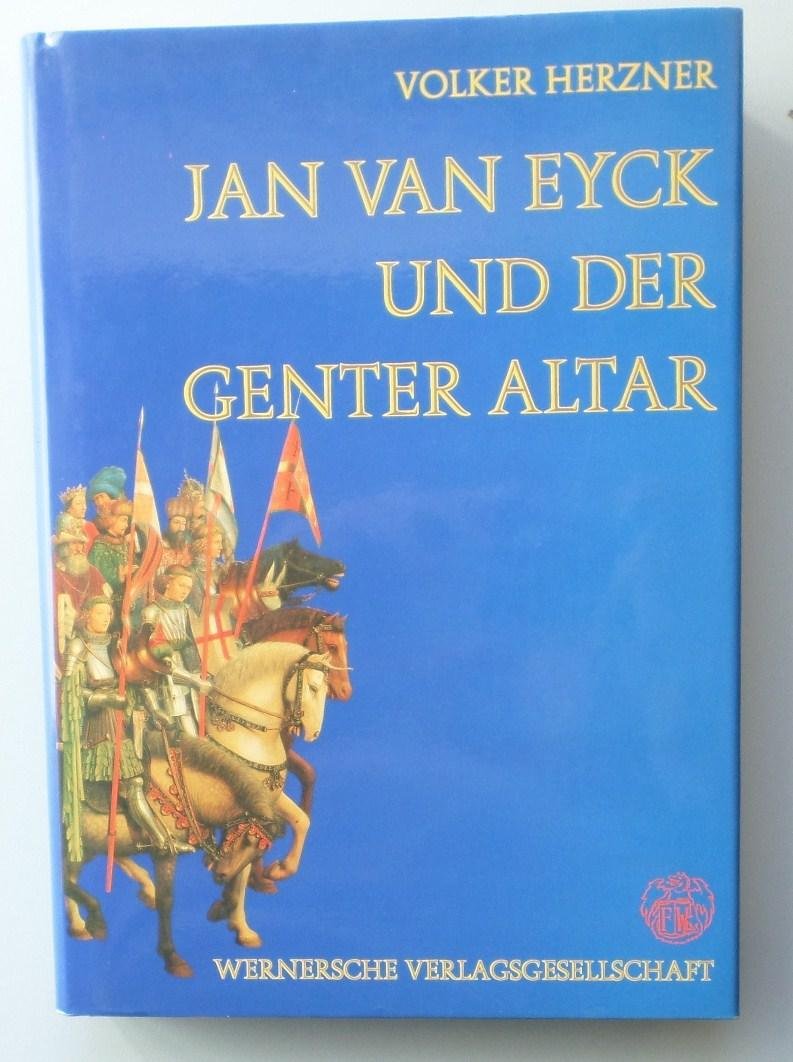 VOLKER HERZNER
JAN VAN EYCK
UND DER
GENTER ALTAR
WERNERSCHE VERLAGSGESELLSCHAFT